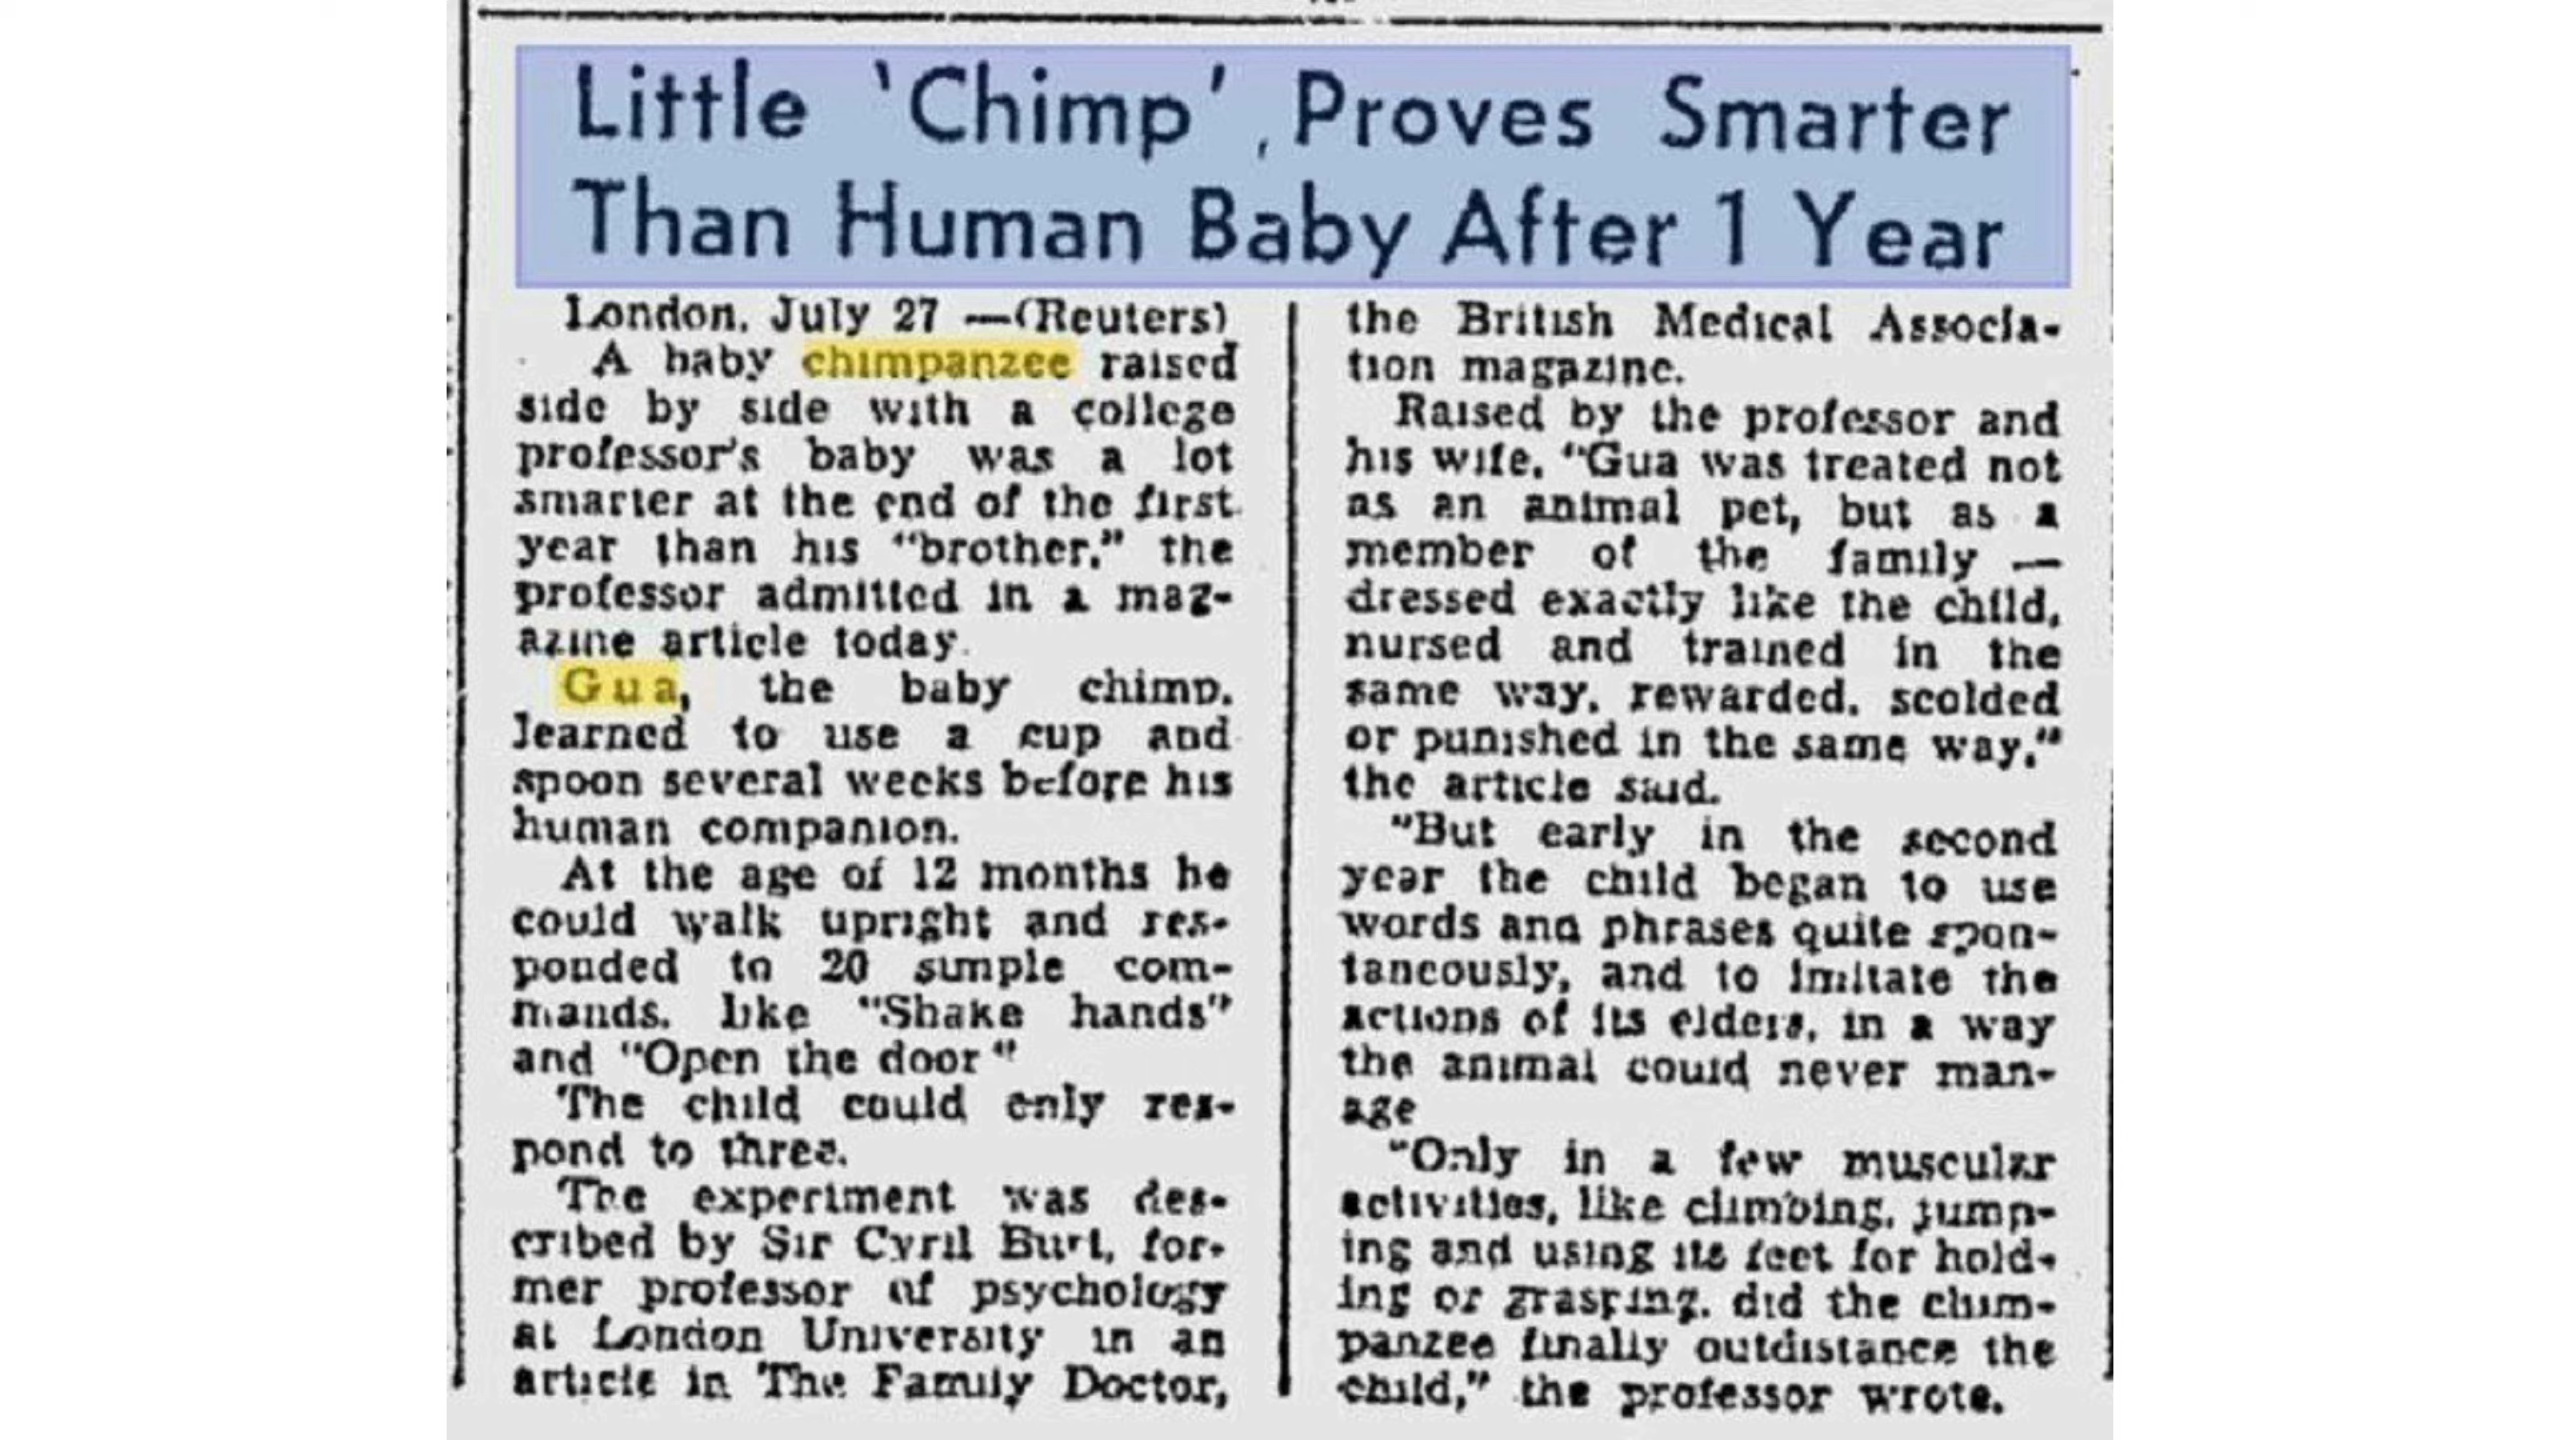 Little 'Chimp', Proves Smarter
Than Human Baby After 1 Year
London, July 27 —(Reuters)
A baby chimpanzee raised
side by side with a college
professor's baby was a lot
smarter at the end of the first
year than his "brother," the
professor admitted in a mag-
azine article today.
Gua, the baby chimp,
learned to use a cup and
spoon several weeks before his
human companion.
At the age of 12 months he
could walk upright and res-
ponded to 20 simple com-
mands, like "Shake hands"
and "Open the door"
The child could only res-
pond to three.
The experiment was des-
cribed by Sir Cyril Burt, for-
mer professor of psychology
at London University in an
article in The Family Doctor,
the British Medical Associa-
tion magazine.
Raised by the professor and
his wife, "Gua was treated not
as an animal pet, but as a
member of the family —
dressed exactly like the child,
nursed and trained in the
same way, rewarded, scolded
or punished in the same way,"
the article said.
"But early in the second
year the child began to use
words and phrases quite spon-
taneously, and to imitate the
actions of its elders, in a way
the animal could never man-
age
"Only in a few muscular
activities, like climbing, jump-
ing and using its feet for hold-
ing or grasping, did the chim-
panzee finally outdistance the
child," the professor wrote.